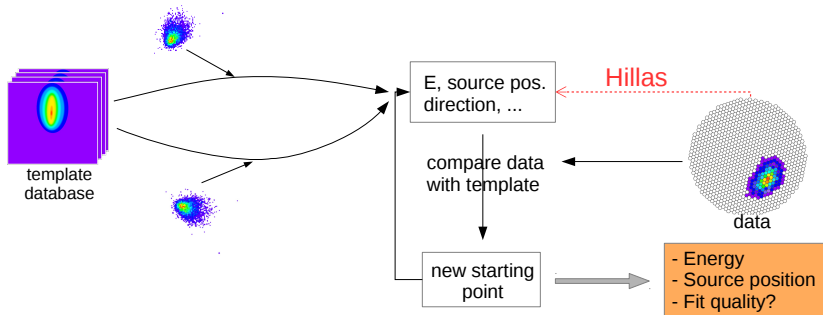 template
database
E, source pos.
direction, ...
Hillas
compare data
with template
data
new starting
point
- Energy
- Source position
- Fit quality?